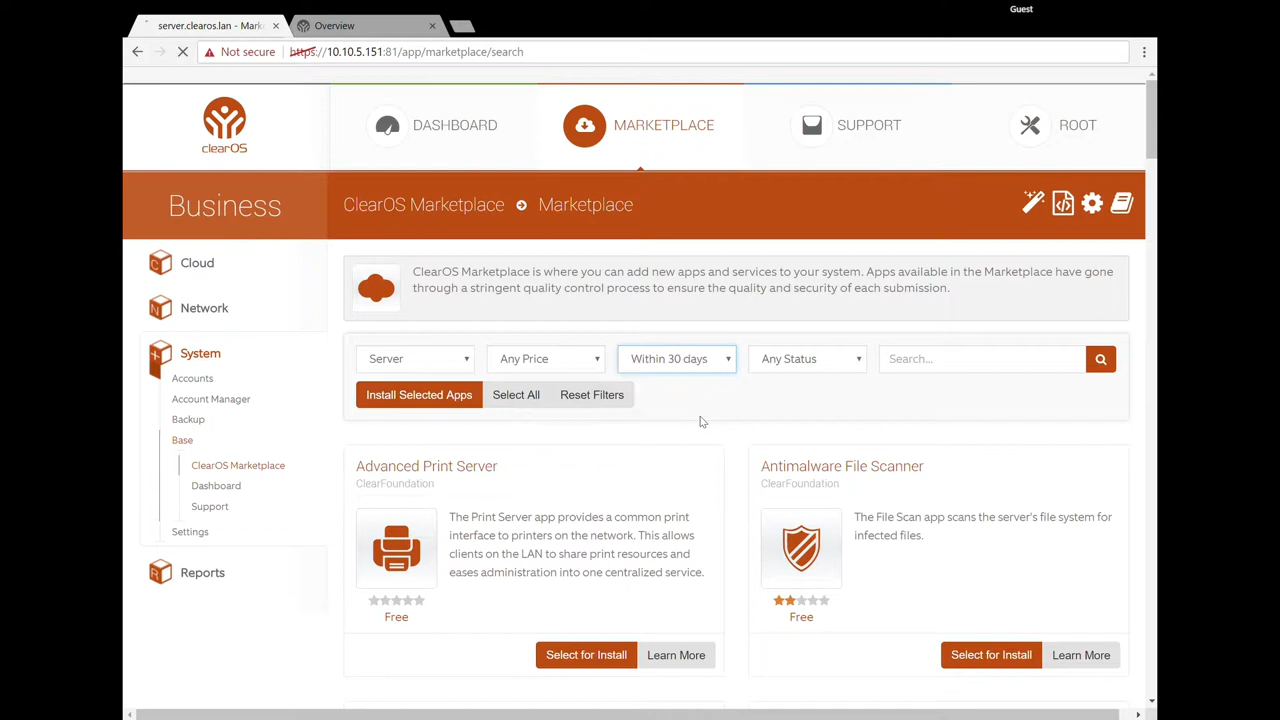 Guest
server.clearos.lan - Mark
Overview
Not secure
https://10.10.5.151:81/app/marketplace/search
clearOS
DASHBOARD
MARKETPLACE
SUPPORT
ROOT
Business
ClearOS Marketplace
Marketplace
Cloud
Network
System
Accounts
Account Manager
Backup
Base
ClearOS Marketplace
Dashboard
Support
Settings
Reports
ClearOS Marketplace is where you can add new apps and services to your system. Apps available in the Marketplace have gone
through a stringent quality control process to ensure the quality and security of each submission.
Server
Any Price
Within 30 days
Any Status
Search...
Install Selected Apps
Select All
Reset Filters
Advanced Print Server
ClearFoundation
The Print Server app provides a common print
interface to printers on the network. This allows
clients on the LAN to share print resources and
eases administration into one centralized service.
Free
Select for Install
Learn More
Antimalware File Scanner
ClearFoundation
The File Scan app scans the server's file system for
infected files.
Free
Select for Install
Learn More